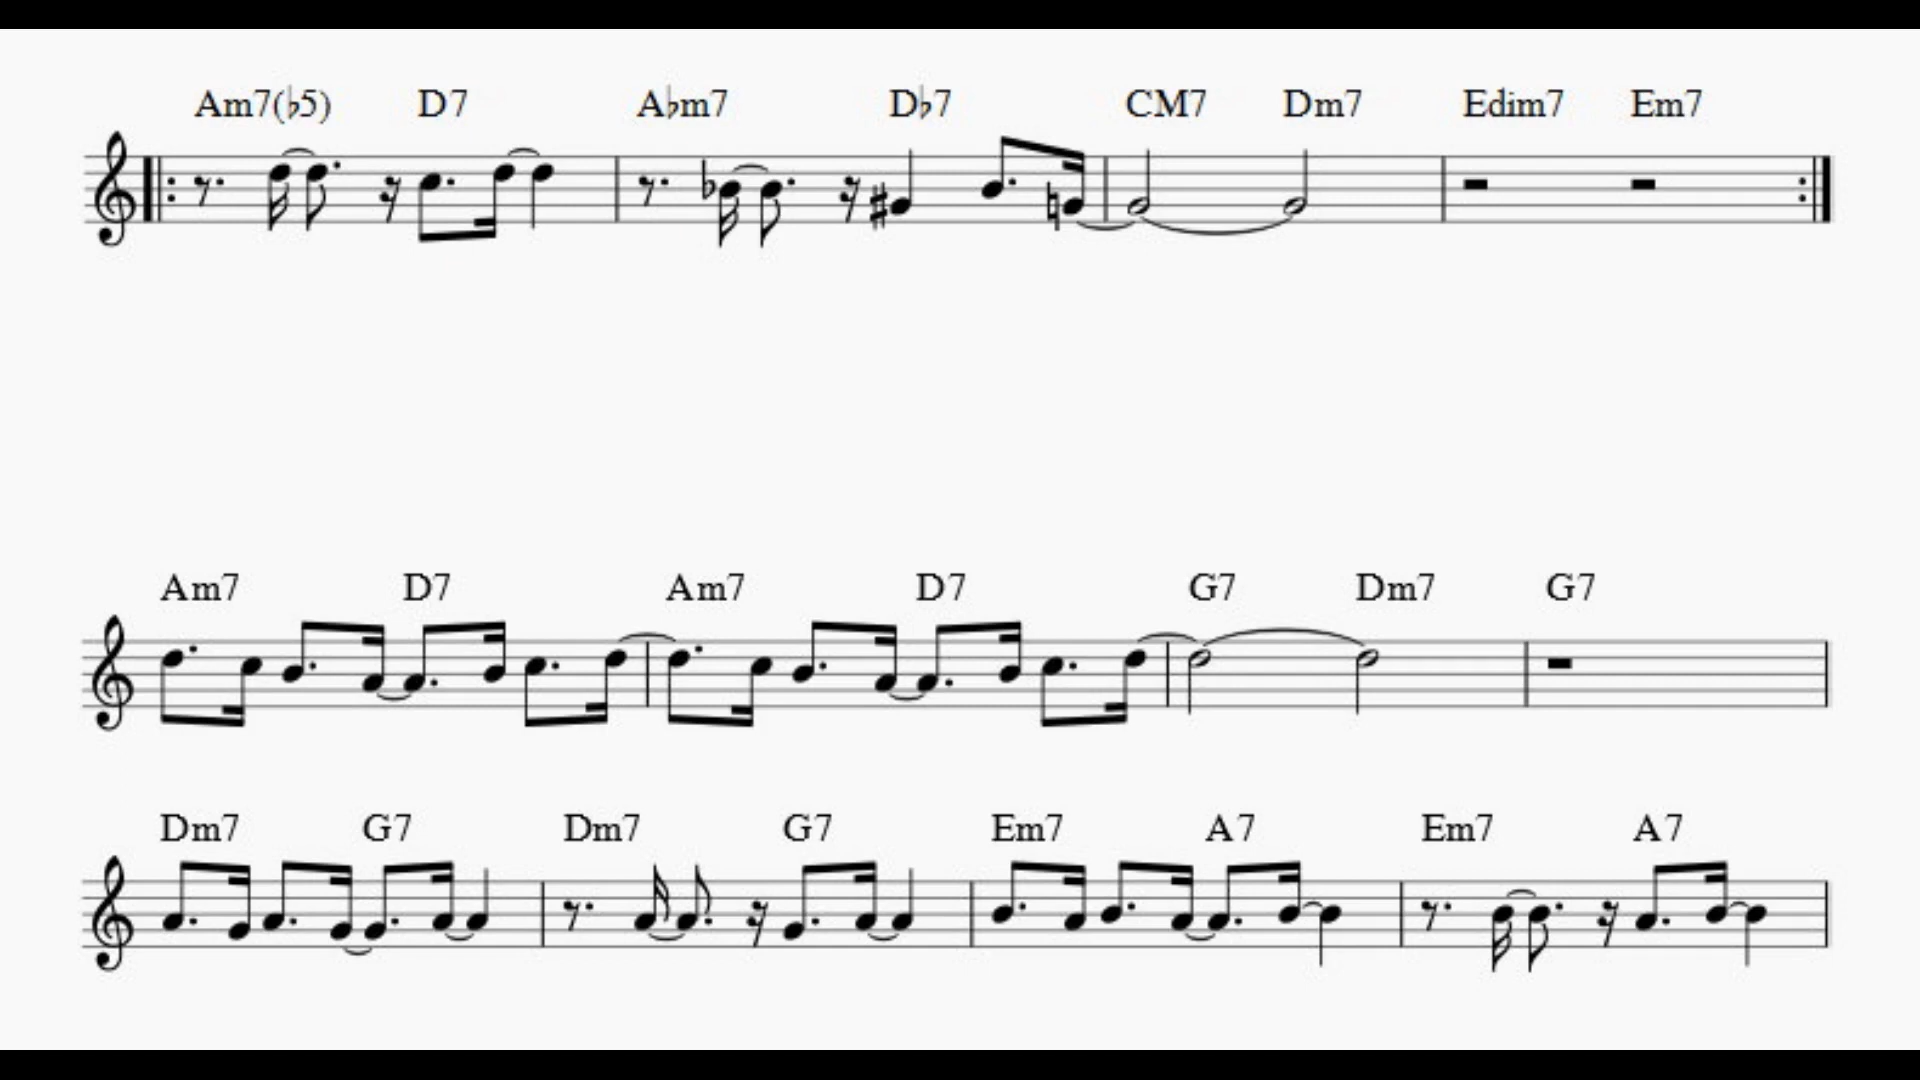 Am7(♭5) D7 A♭m7 D♭7 CM7 Dm7 Edim7 Em7
Am7 D7 Am7 D7 G7 Dm7 G7
Dm7 G7 Dm7 G7 Em7 A7 Em7 A7